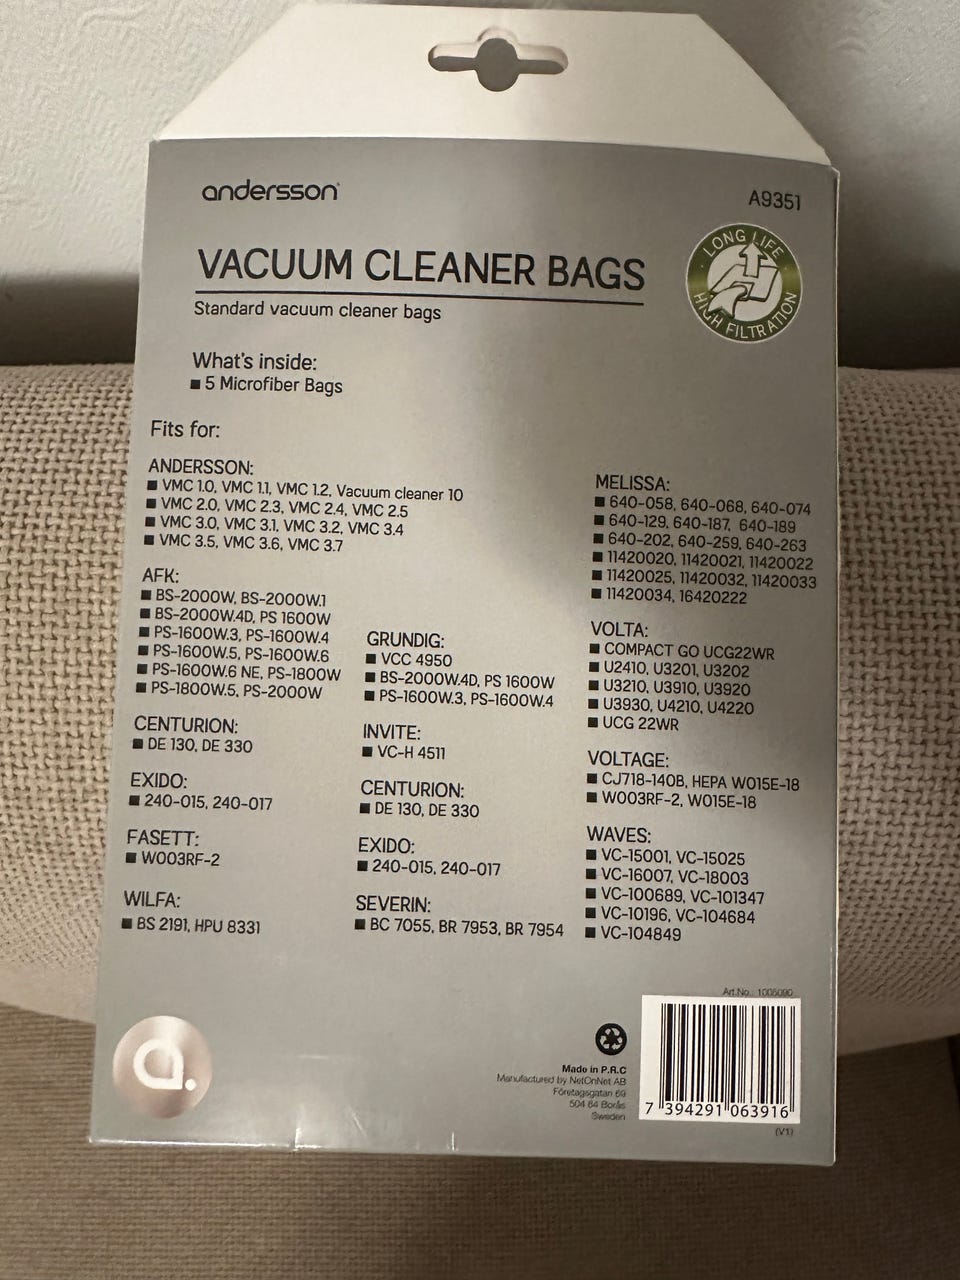 andersson
A9351
LONG LIFE
HIGH FILTRATION
VACUUM CLEANER BAGS
Standard vacuum cleaner bags
What's inside:
■ 5 Microfiber Bags
Fits for:
ANDERSSON:
■ VMC 1.0, VMC 1.1, VMC 1.2, Vacuum cleaner 10
■ VMC 2.0, VMC 2.3, VMC 2.4, VMC 2.5
■ VMC 3.0, VMC 3.1, VMC 3.2, VMC 3.4
■ VMC 3.5, VMC 3.6, VMC 3.7
AFK:
■ BS-2000W, BS-2000W.1
■ BS-2000W.4D, PS 1600W
■ PS-1600W.3, PS-1600W.4
■ PS-1600W.5, PS-1600W.6
■ PS-1600W.6 NE, PS-1800W
■ PS-1800W.5, PS-2000W
CENTURION:
■ DE 130, DE 330
EXIDO:
■ 240-015, 240-017
FASETT:
■ W003RF-2
WILFA:
■ BS 2191, HPU 8331
GRUNDIG:
■ VCC 4950
■ BS-2000W.4D, PS 1600W
■ PS-1600W.3, PS-1600W.4
INVITE:
■ VC-H 4511
CENTURION:
■ DE 130, DE 330
EXIDO:
■ 240-015, 240-017
SEVERIN:
■ BC 7055, BR 7953, BR 7954
MELISSA:
■ 640-058, 640-068, 640-074
■ 640-129, 640-187, 640-189
■ 640-202, 640-259, 640-263
■ 11420020, 11420021, 11420022
■ 11420025, 11420032, 11420033
■ 11420034, 16420222
VOLTA:
■ COMPACT GO UCG22WR
■ U2410, U3201, U3202
■ U3210, U3910, U3920
■ U3930, U4210, U4220
■ UCG 22WR
VOLTAGE:
■ CJ718-140B, HEPA W015E-18
■ W003RF-2, W015E-18
WAVES:
■ VC-15001, VC-15025
■ VC-16007, VC-18003
■ VC-100689, VC-101347
■ VC-10196, VC-104684
■ VC-104849
Art.No.: 1005090
Made in P.R.C
Manufactured by NetOnNet AB
Företagsgatan 69
504 64 Borås
Sweden
7 394291 063916
(V1)
a.